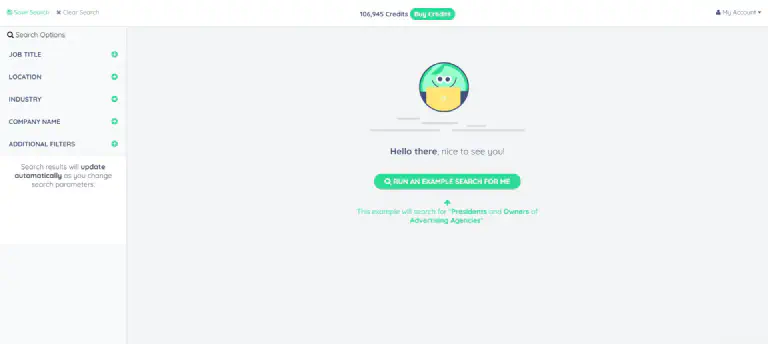 Save Search Clear Search
106,945 Credits Buy Credits
My Account
Search Options
JOB TITLE
LOCATION
INDUSTRY
COMPANY NAME
ADDITIONAL FILTERS
Search results will update
automatically as you change
search parameters.
Hello there, nice to see you!
RUN AN EXAMPLE SEARCH FOR ME
This example will search for "Presidents and Owners of
Advertising Agencies"